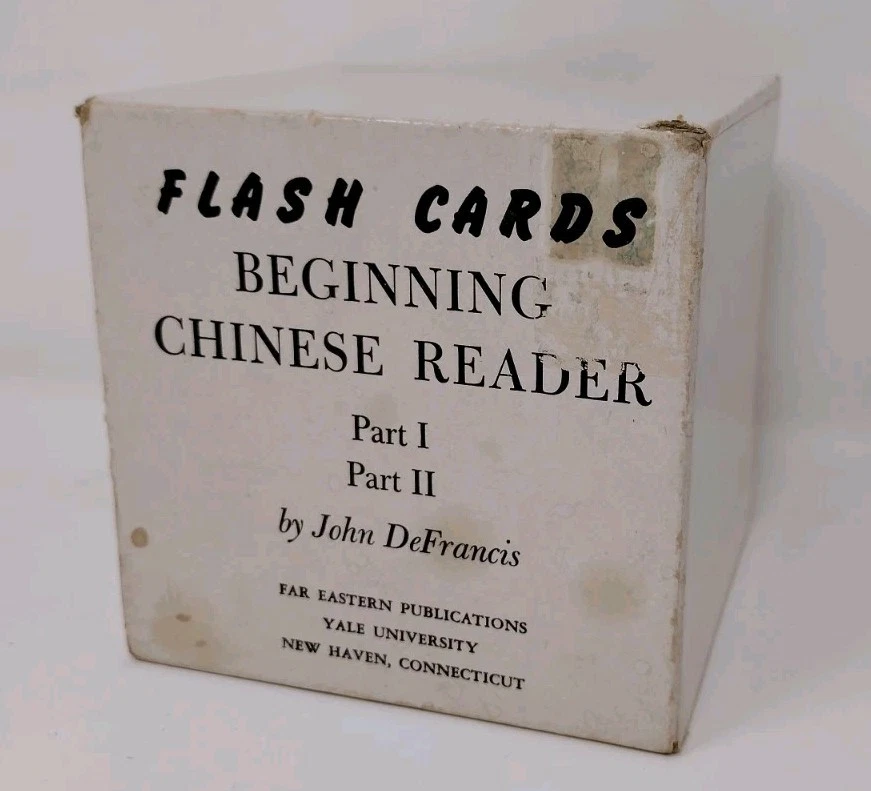 FLASH CARDS
BEGINNING
CHINESE READER
Part I
Part II
by John DeFrancis
FAR EASTERN PUBLICATIONS
YALE UNIVERSITY
NEW HAVEN, CONNECTICUT